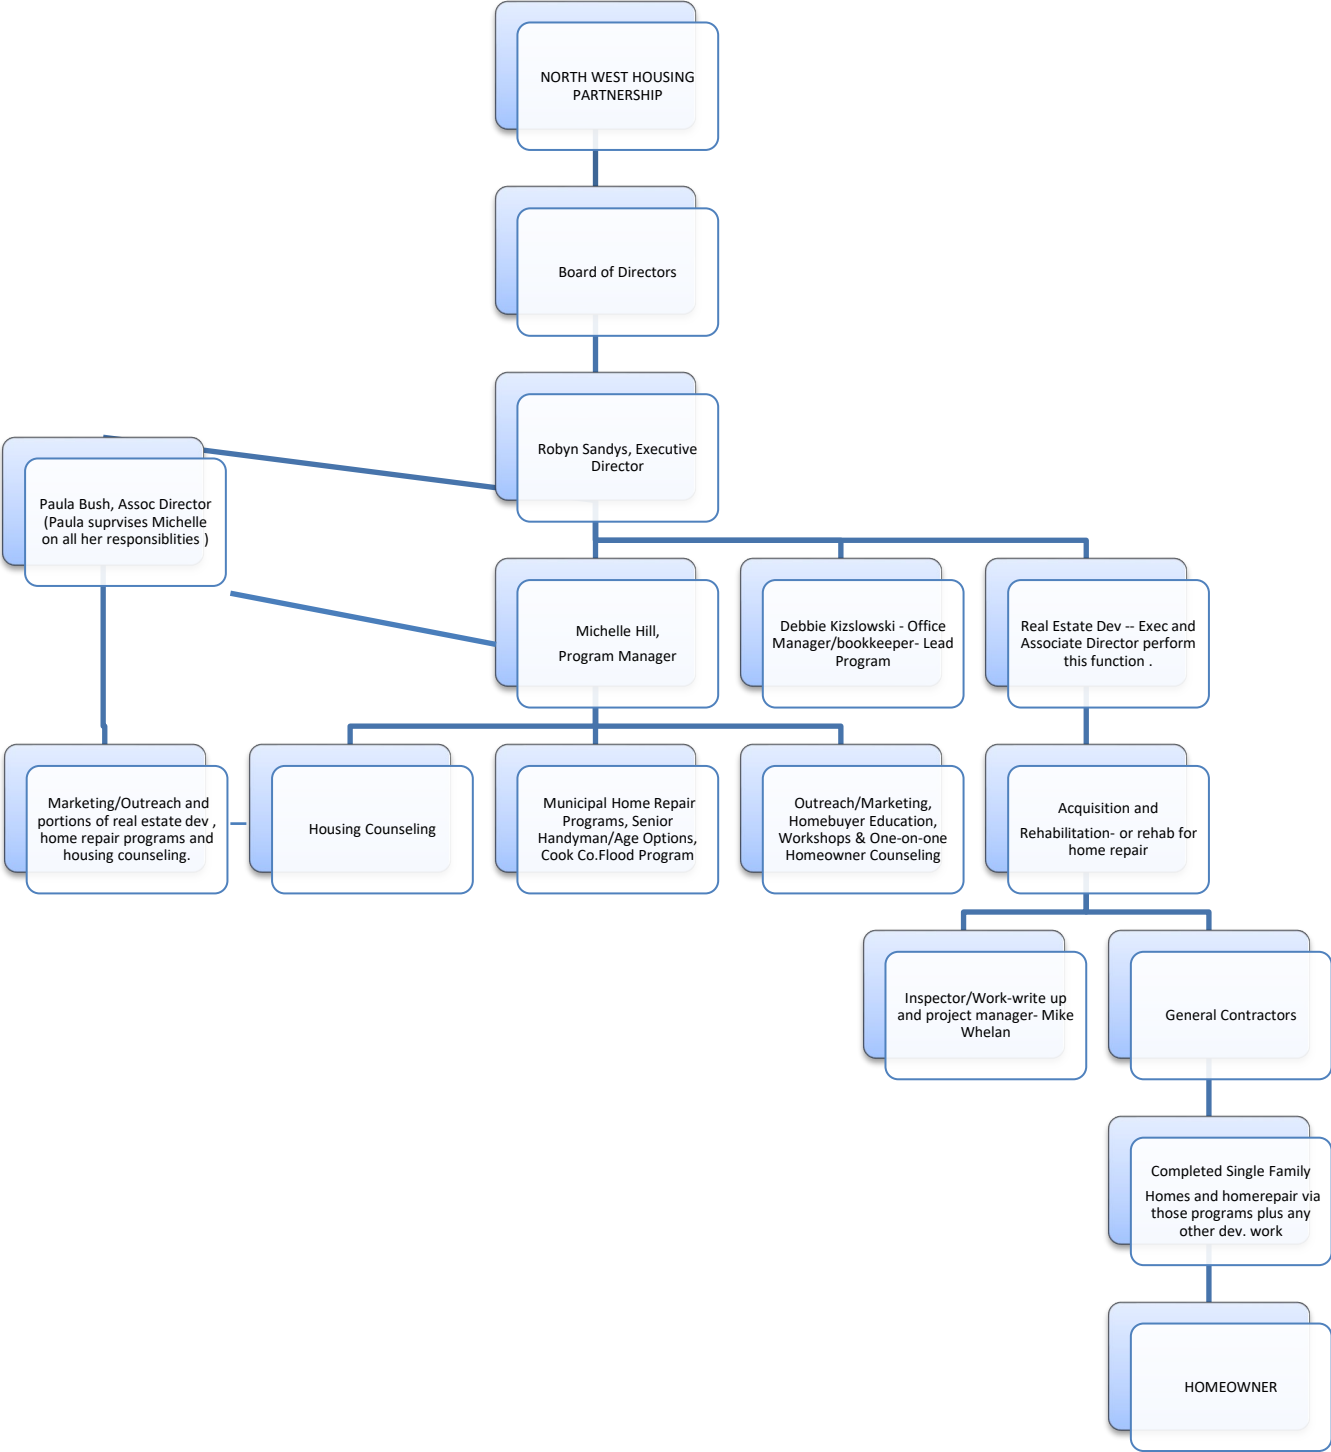 NORTH WEST HOUSING
PARTNERSHIP
Board of Directors
Robyn Sandys, Executive
Director
Paula Bush, Assoc Director
(Paula suprvises Michelle
on all her responsiblities )
Michelle Hill,
Program Manager
Debbie Kizslowski - Office
Manager/bookkeeper- Lead
Program
Real Estate Dev -- Exec and
Associate Director perform
this function .
Marketing/Outreach and
portions of real estate dev ,
home repair programs and
housing counseling.
Housing Counseling
Municipal Home Repair
Programs, Senior
Handyman/Age Options,
Cook Co.Flood Program
Outreach/Marketing,
Homebuyer Education,
Workshops & One-on-one
Homeowner Counseling
Acquisition and
Rehabilitation- or rehab for
home repair
Inspector/Work-write up
and project manager- Mike
Whelan
General Contractors
Completed Single Family
Homes and homerepair via
those programs plus any
other dev. work
HOMEOWNER